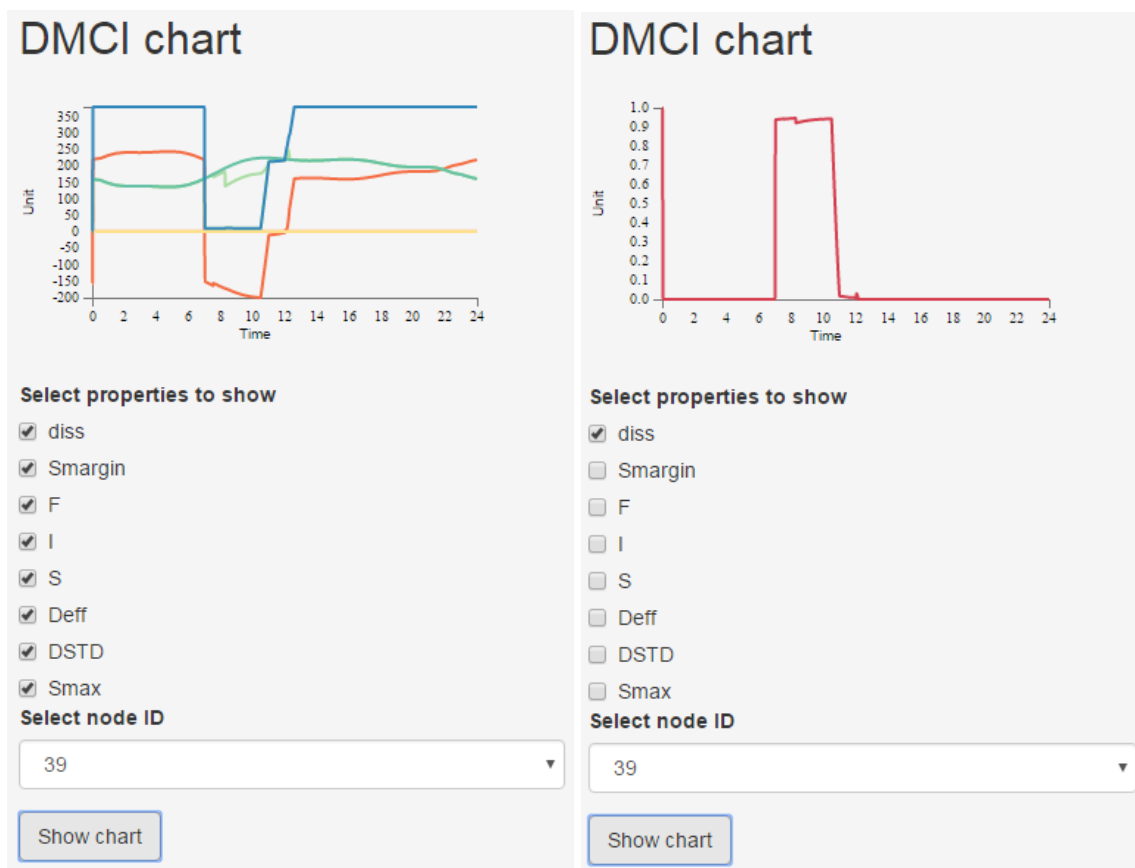 DMCI chart
350
300
250
200
150
100
50
0
-50
-100
-150
-200
Unit
0 2 4 6 8 10 12 14 16 18 20 22 24
Time
Select properties to show
diss
Smargin
F
I
S
Deff
DSTD
Smax
Select node ID
39
Show chart
DMCI chart
1.0
0.9
0.8
0.7
0.6
0.5
0.4
0.3
0.2
0.1
0.0
Unit
0 2 4 6 8 10 12 14 16 18 20 22 24
Time
Select properties to show
diss
Smargin
F
I
S
Deff
DSTD
Smax
Select node ID
39
Show chart